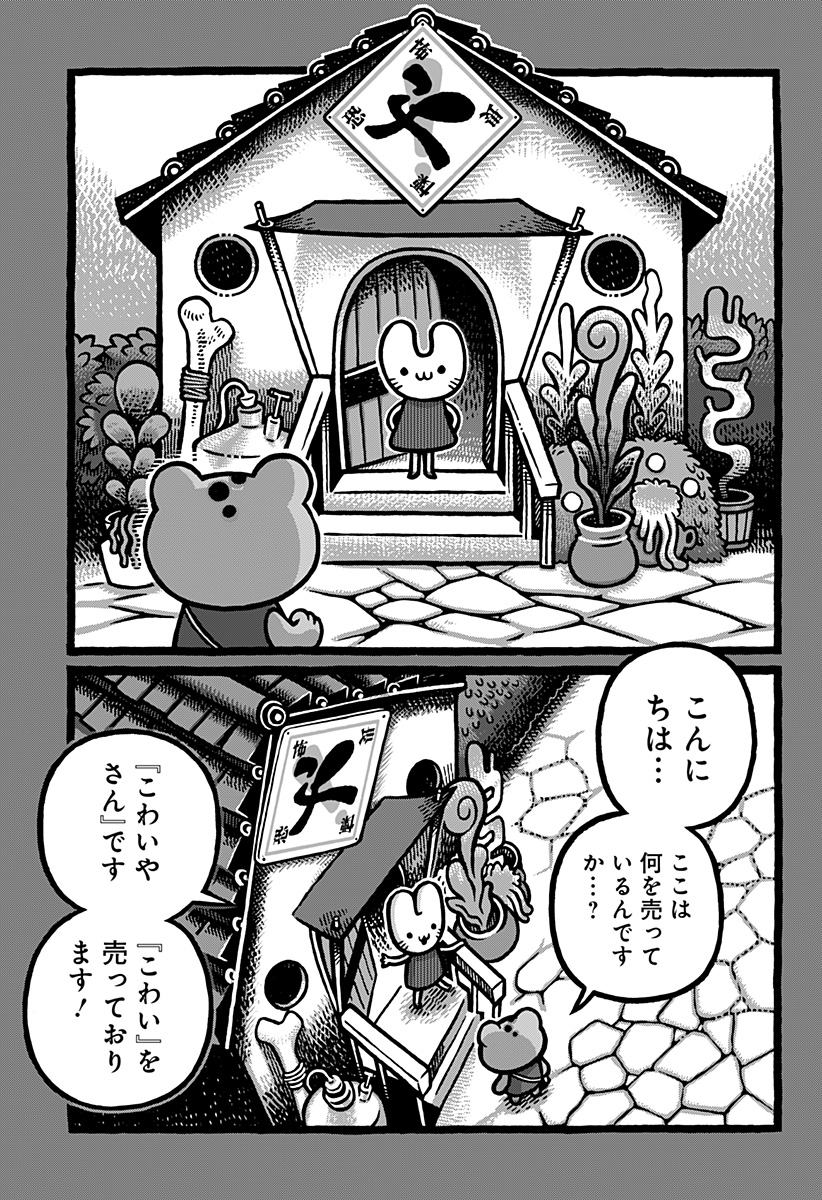 こんに
ちは…
ここは
何を売って
いるんです
か…？
『こわいや
さん』です
『こわい』を
売っており
ます！